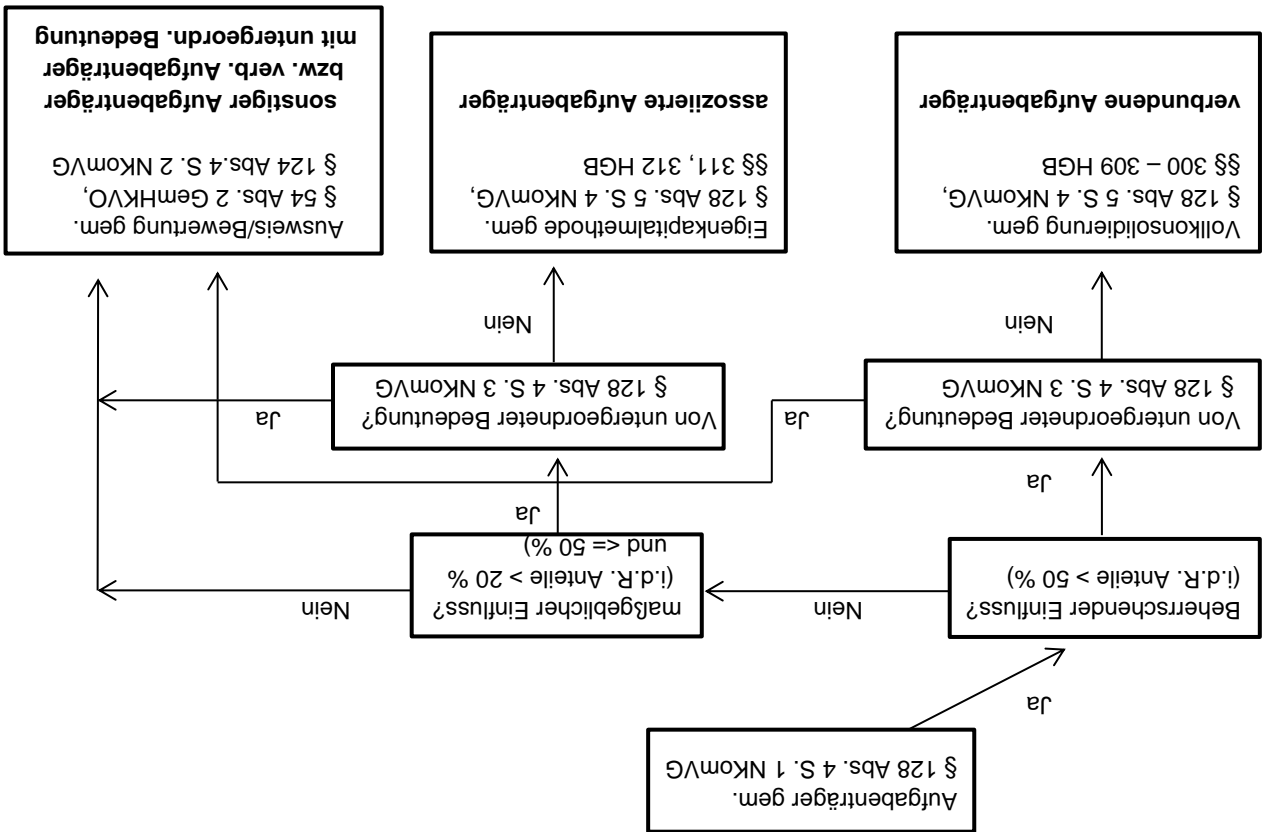 Aufgabenträger gem.
§ 128 Abs. 4 S. 1 NKomVG
Ja
Beherrschender Einfluss?
(i.d.R. Anteile > 50 %)
Nein
maßgeblicher Einfluss?
(i.d.R. Anteile > 20 %
und <= 50 %)
Nein
Ja
Ja
Von untergeordneter Bedeutung?
§ 128 Abs. 4 S. 3 NKomVG
Ja
Von untergeordneter Bedeutung?
§ 128 Abs. 4 S. 3 NKomVG
Ja
Nein
Nein
Vollkonsolidierung gem.
§ 128 Abs. 5 S. 4 NKomVG,
§§ 300 – 309 HGB
verbundene Aufgabenträger
Eigenkapitalmethode gem.
§ 128 Abs. 5 S. 4 NKomVG,
§§ 311, 312 HGB
assoziierte Aufgabenträger
Ausweis/Bewertung gem.
§ 54 Abs. 2 GemHKVO,
§ 124 Abs.4 S. 2 NKomVG
sonstiger Aufgabenträger
bzw. verb. Aufgabenträger
mit untergeordn. Bedeutung